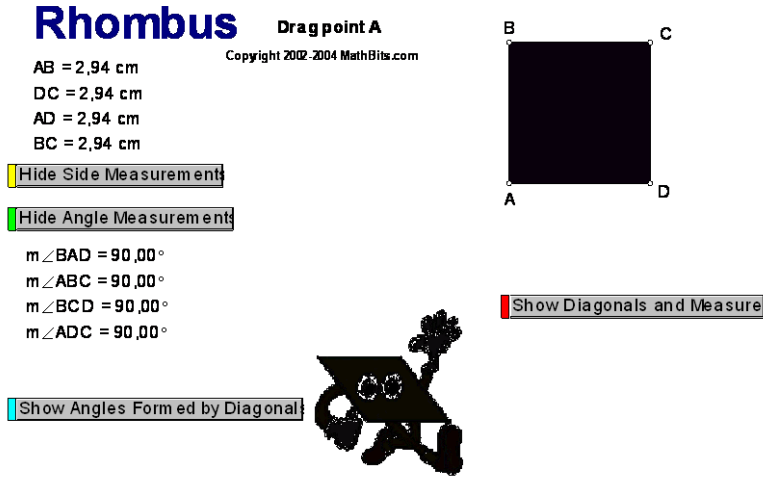 Rhombus
Drag point A
Copyright 2002-2004 MathBits.com
AB = 2,94 cm
DC = 2,94 cm
AD = 2,94 cm
BC = 2,94 cm
Hide Side Measurements
Hide Angle Measurements
m∠BAD = 90,00°
m∠ABC = 90,00°
m∠BCD = 90,00°
m∠ADC = 90,00°
Show Angles Formed by Diagonals
B
C
A
D
Show Diagonals and Measure